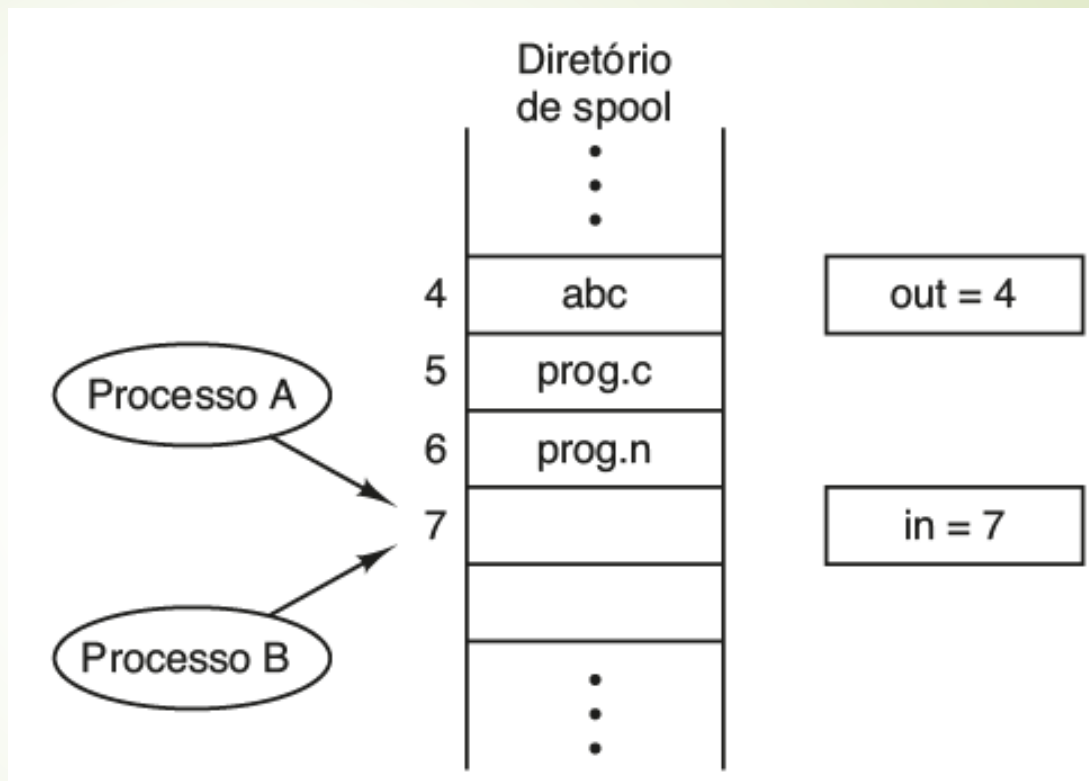 Diretório
de spool
4
abc
out = 4
Processo A
5
prog.c
6
prog.n
7
in = 7
Processo B